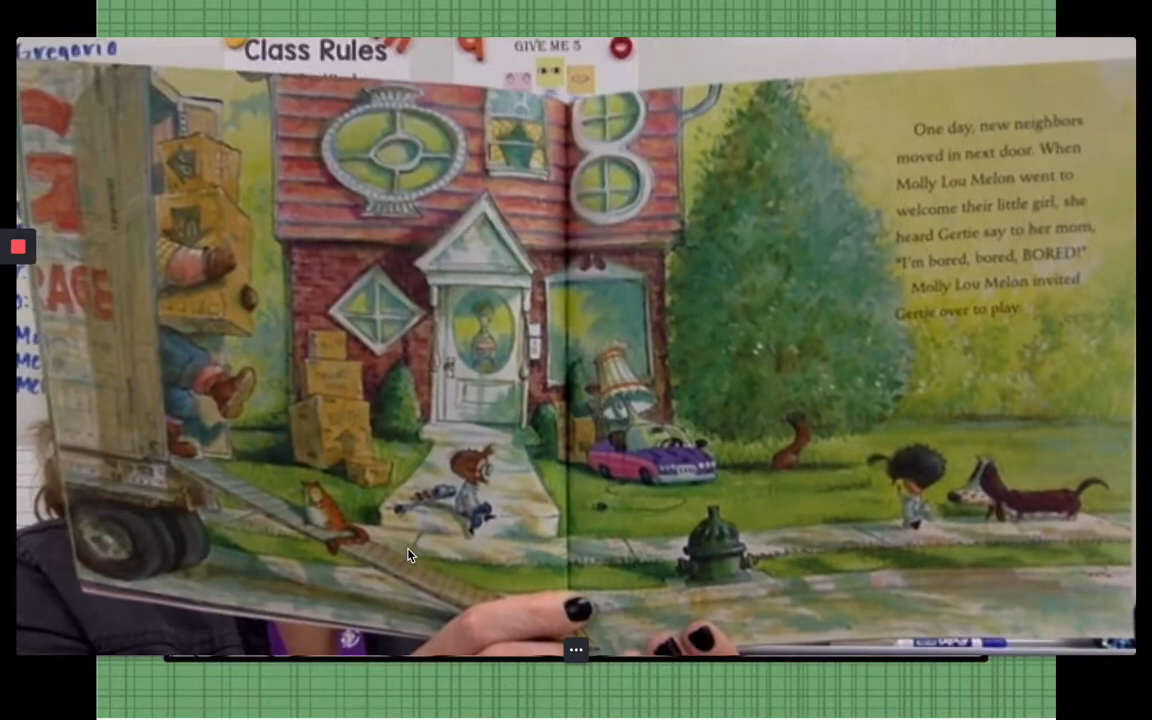 Gregorio
Class Rules
GIVE ME 5
One day, new neighbors
moved in next door. When
Molly Lou Melon went to
welcome their little girl, she
heard Gertie say to her mom,
"I'm bored, bored, BORED!"
Molly Lou Melon invited
Gertie over to play.